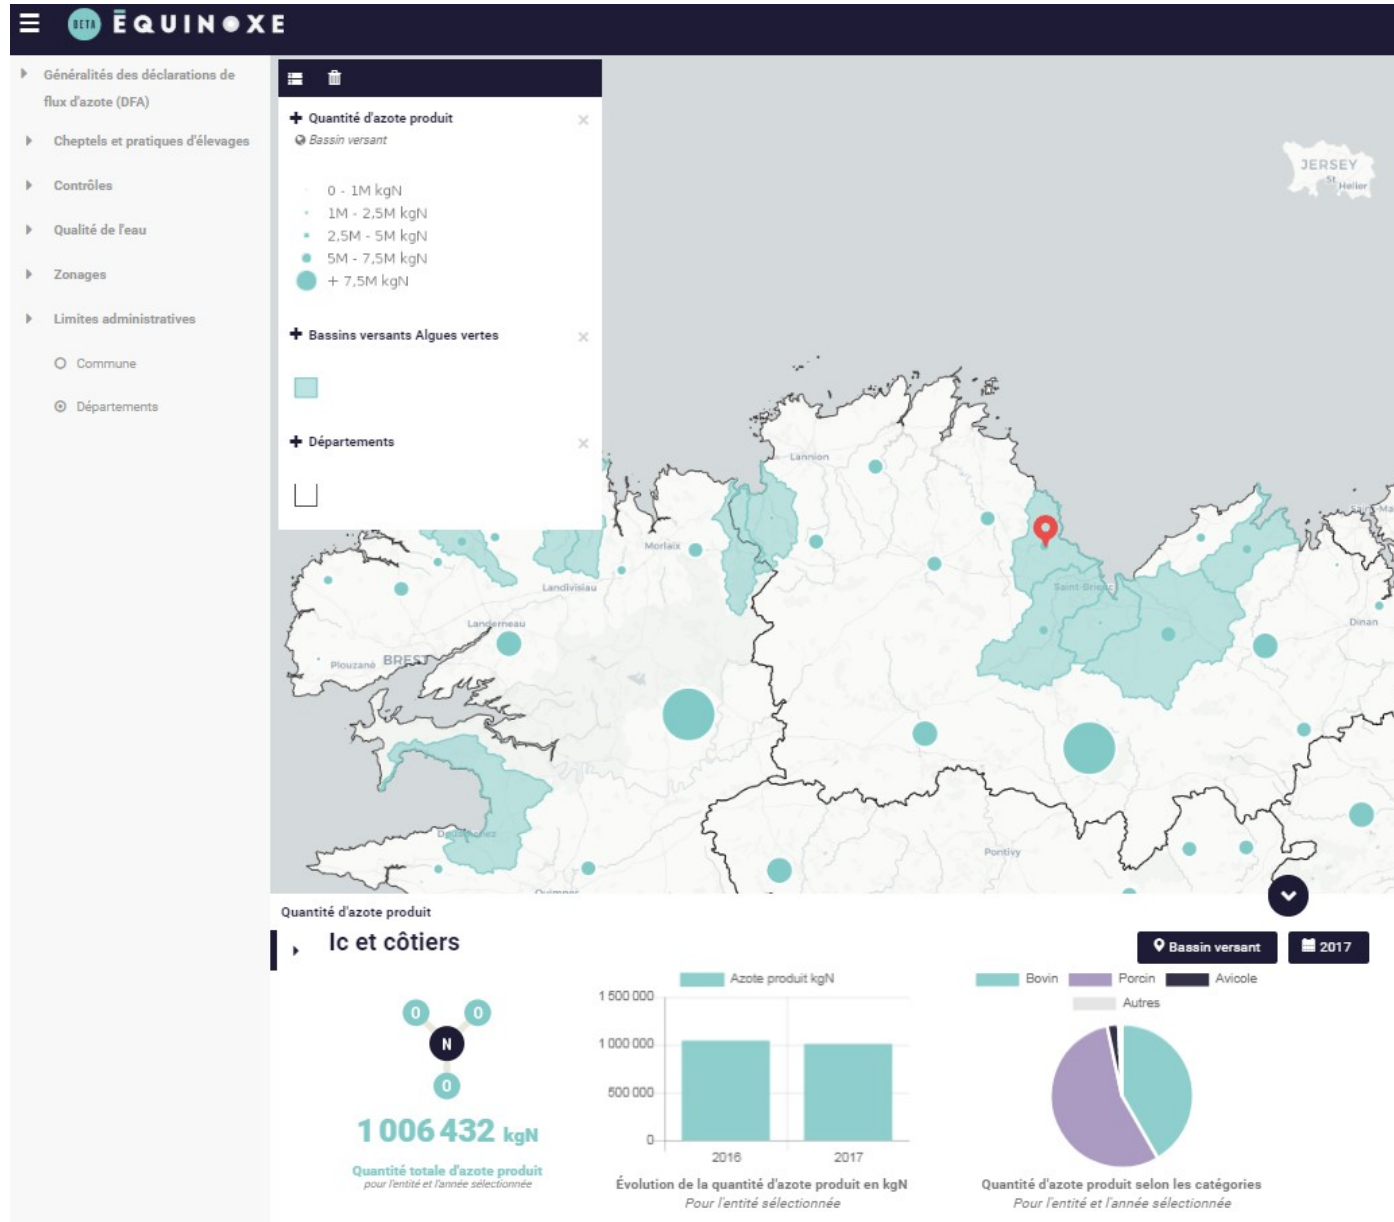 BETA ĒQUINOXE
Généralités des déclarations de
flux d'azote (DFA)
Cheptels et pratiques d'élevages
Contrôles
Qualité de l'eau
Zonages
Limites administratives
Commune
Départements
Quantité d'azote produit
Bassin versant
0 - 1M kgN
1M - 2,5M kgN
2,5M - 5M kgN
5M - 7,5M kgN
+ 7,5M kgN
Bassins versants Algues vertes
Départements
JERSEY
St Helier
Lannion
Morlaix
Landivisiau
Landerneau
Plouzané
BREST
Dinan
Pontivy
Quantité d'azote produit
Ic et côtiers
Bassin versant
2017
O
O
N
O
1 006 432 kgN
Quantité totale d'azote produit
pour l'entité et l'année sélectionnée
Azote produit kgN
1 500 000
1 000 000
500 000
0
2016
2017
Évolution de la quantité d'azote produit en kgN
Pour l'entité sélectionnée
Bovin
Porcin
Avicole
Autres
Quantité d'azote produit selon les catégories
Pour l'entité et l'année sélectionnée